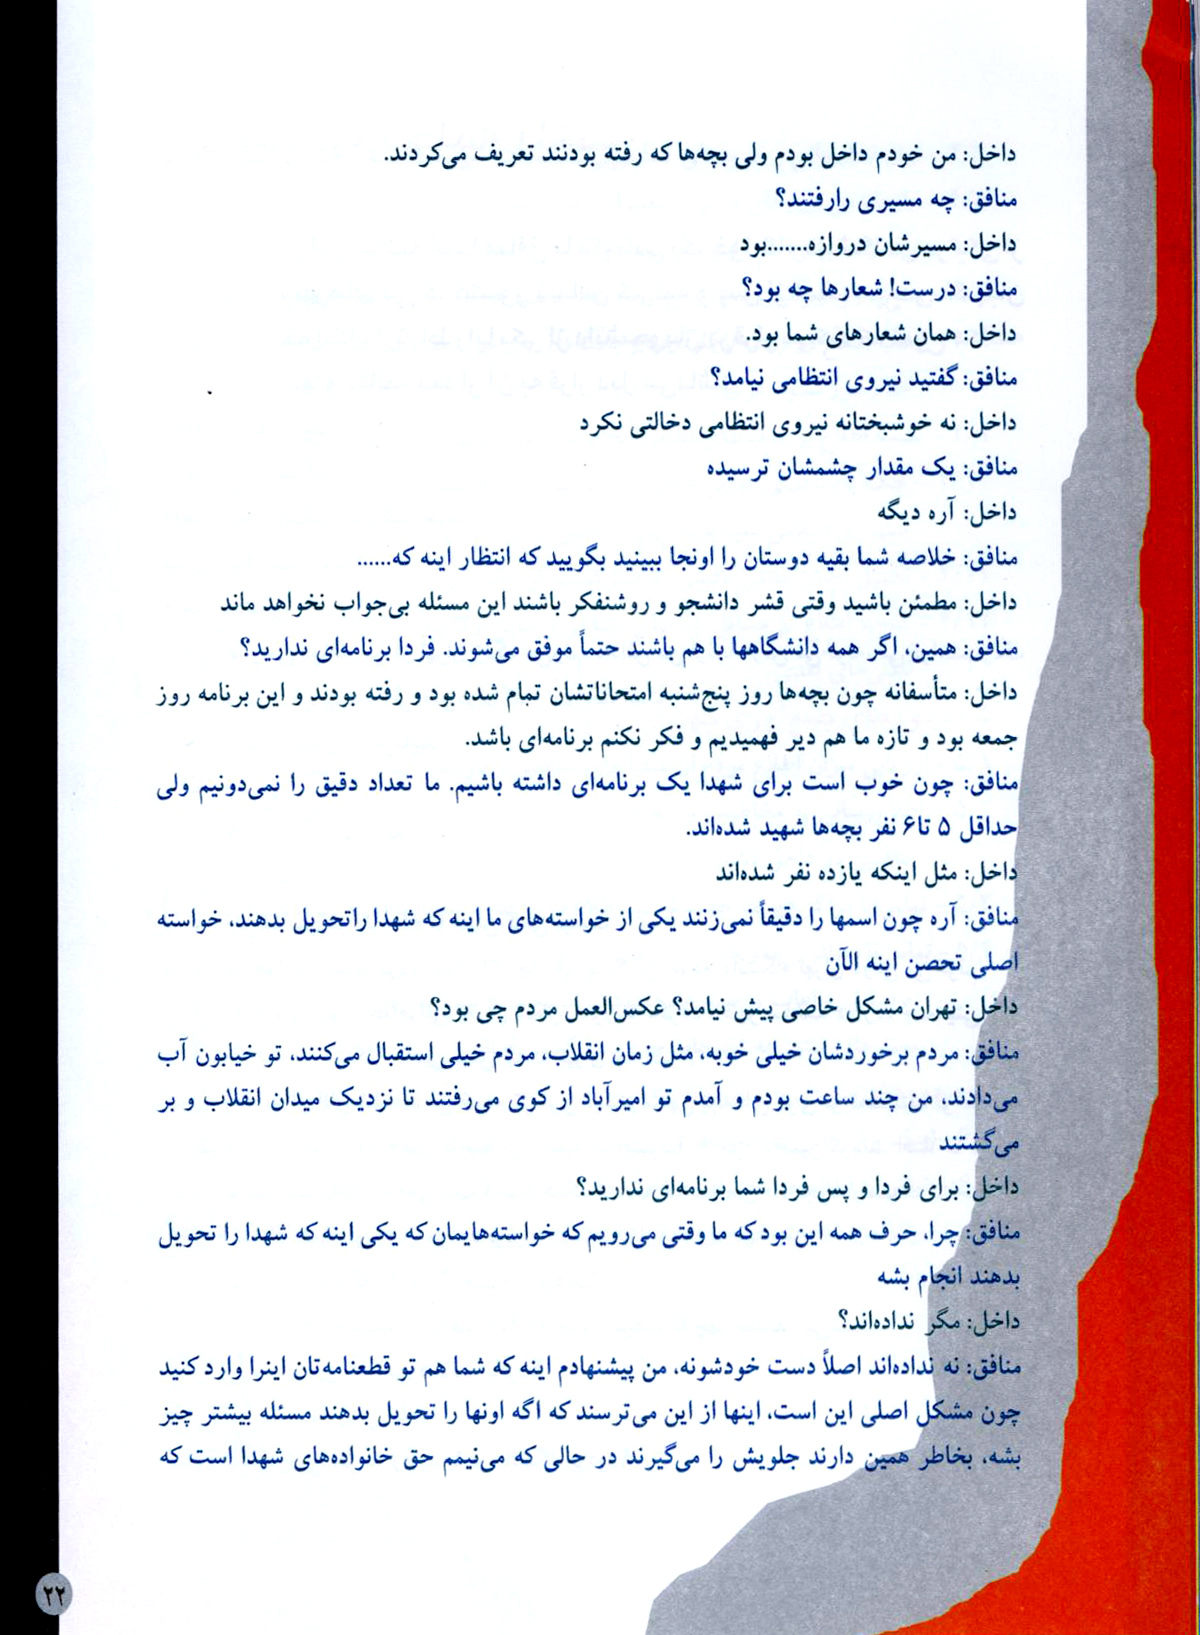 داخل: من خودم داخل بودم ولی بچه‌ها که رفته بودنند تعریف می‌کردند.
منافق: چه مسیری رارفتند؟
داخل: مسیرشان دروازه.......بود
منافق: درست! شعارها چه بود؟
داخل: همان شعارهای شما بود.
منافق: گفتید نیروی انتظامی نیامد؟
داخل: نه خوشبختانه نیروی انتظامی دخالتی نکرد
منافق: یک مقدار چشمشان ترسیده
داخل: آره دیگه
منافق: خلاصه شما بقیه دوستان را اونجا ببینید بگویید که انتظار اینه که......
داخل: مطمئن باشید وقتی قشر دانشجو و روشنفکر باشند این مسئله بی‌جواب نخواهد ماند
منافق: همین، اگر همه دانشگاهها با هم باشند حتماً موفق می‌شوند. فردا برنامه‌ای ندارید؟
داخل: متأسفانه چون بچه‌ها روز پنج‌شنبه امتحاناتشان تمام شده بود و رفته بودند و این برنامه روز
جمعه بود و تازه ما هم دیر فهمیدیم و فکر نکنم برنامه‌ای باشد.
منافق: چون خوب است برای شهدا یک برنامه‌ای داشته باشیم. ما تعداد دقیق را نمی‌دونیم ولی
حداقل ۵ تا۶ نفر بچه‌ها شهید شده‌اند.
داخل: مثل اینکه یازده نفر شده‌اند
منافق: آره چون اسمها را دقیقاً نمی‌زنند یکی از خواسته‌های ما اینه که شهدا راتحویل بدهند، خواسته
اصلی تحصن اینه الآن
داخل: تهران مشکل خاصی پیش نیامد؟ عکس‌العمل مردم چی بود؟
منافق: مردم برخوردشان خیلی خوبه، مثل زمان انقلاب، مردم خیلی استقبال می‌کنند، تو خیابون آب
می‌دادند، من چند ساعت بودم و آمدم تو امیرآباد از کوی می‌رفتند تا نزدیک میدان انقلاب و بر
می‌گشتند
داخل: برای فردا و پس فردا شما برنامه‌ای ندارید؟
منافق: چرا، حرف همه این بود که ما وقتی می‌رویم که خواسته‌هایمان که یکی اینه که شهدا را تحویل
بدهند انجام بشه
داخل: مگر نداده‌اند؟
منافق: نه نداده‌اند اصلاً دست خودشونه، من پیشنهادم اینه که شما هم تو قطعنامه‌تان اینرا وارد کنید
چون مشکل اصلی این است، اینها از این می‌ترسند که اگه اونها را تحویل بدهند مسئله بیشتر چیز
بشه، بخاطر همین دارند جلویش را می‌گیرند در حالی که می‌نیمم حق خانواده‌های شهدا است که
۲۲